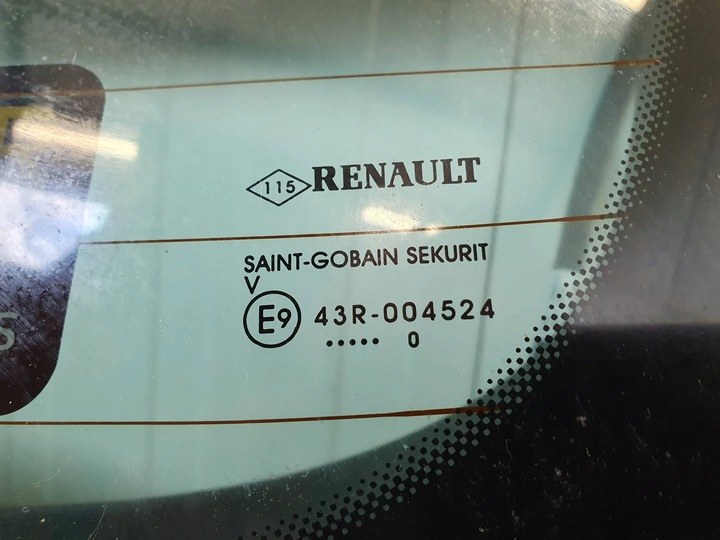 115 RENAULT
SAINT-GOBAIN SEKURIT
V
E9 43R-004524
••••• 0
S